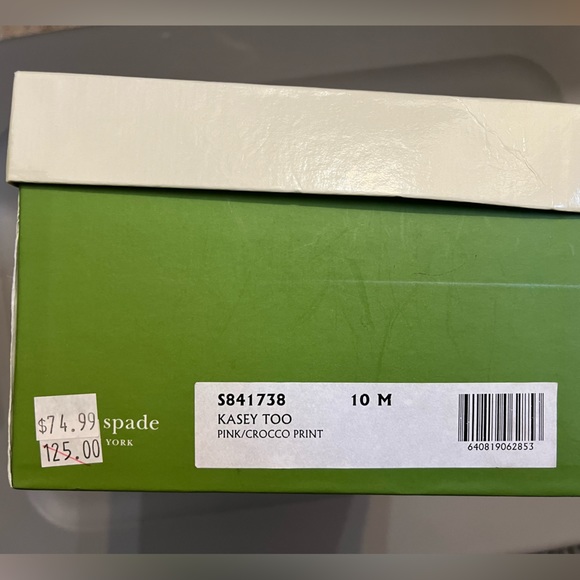 $74.99
125.00
spade
YORK
S841738 10 M
KASEY TOO
PINK/CROCCO PRINT
640819062853